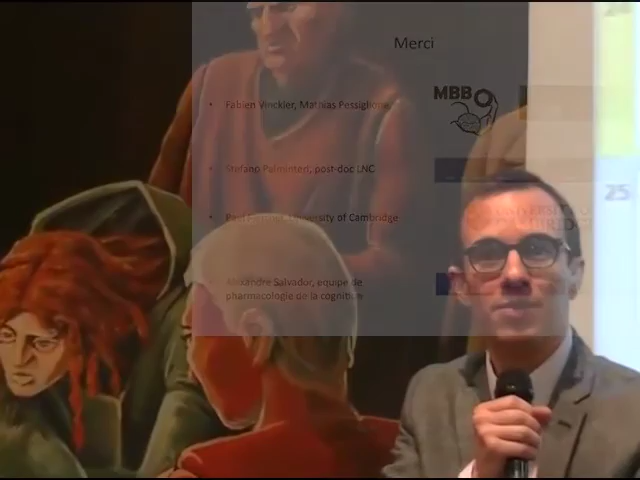 Merci
MBB
• Fabien Vinckler, Mathias Pessiglione
• Stefano Palminteri, post-doc LNC
University of Cambridge
• Alexandre Salvador, equipe de
pharmacologie de la cognition
25